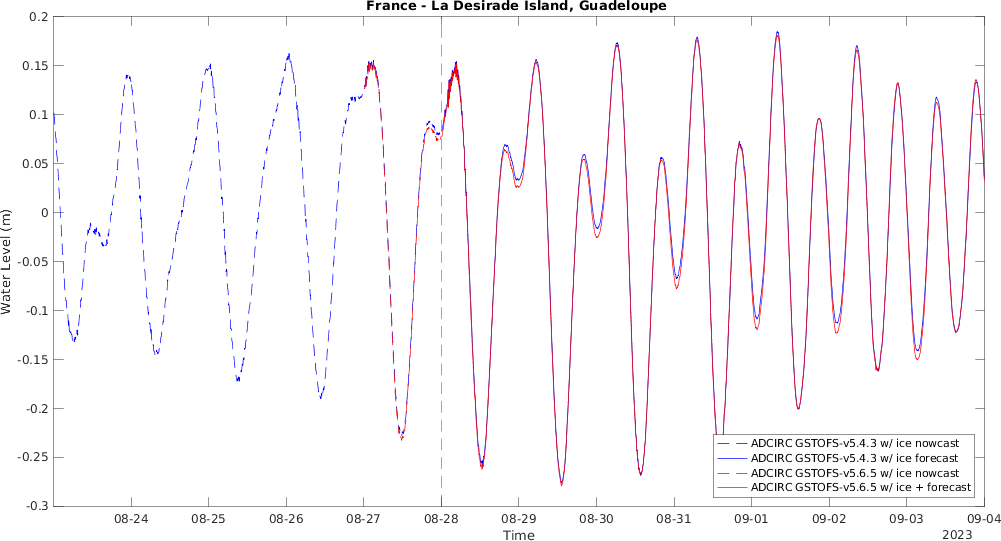 France - La Desirade Island, Guadeloupe
0.2
0.15
0.1
0.05
0
-0.05
-0.1
-0.15
-0.2
-0.25
-0.3
Water Level (m)
ADCIRC GSTOFS-v5.4.3 w/ ice nowcast
ADCIRC GSTOFS-v5.4.3 w/ ice forecast
ADCIRC GSTOFS-v5.6.5 w/ ice nowcast
ADCIRC GSTOFS-v5.6.5 w/ ice + forecast
08-24 08-25 08-26 08-27 08-28 08-29 08-30 08-31 09-01 09-02 09-03 09-04
Time
2023